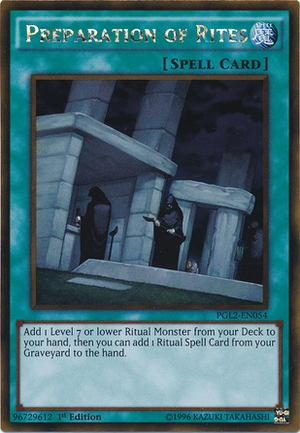 PREPARATION OF RITES
SPELL
[SPELL CARD]
PGL2-EN054
Add 1 Level 7 or lower Ritual Monster from your Deck to
your hand, then you can add 1 Ritual Spell Card from your
Graveyard to the hand.
96729612 1st Edition ©1996 KAZUKI TAKAHASHI